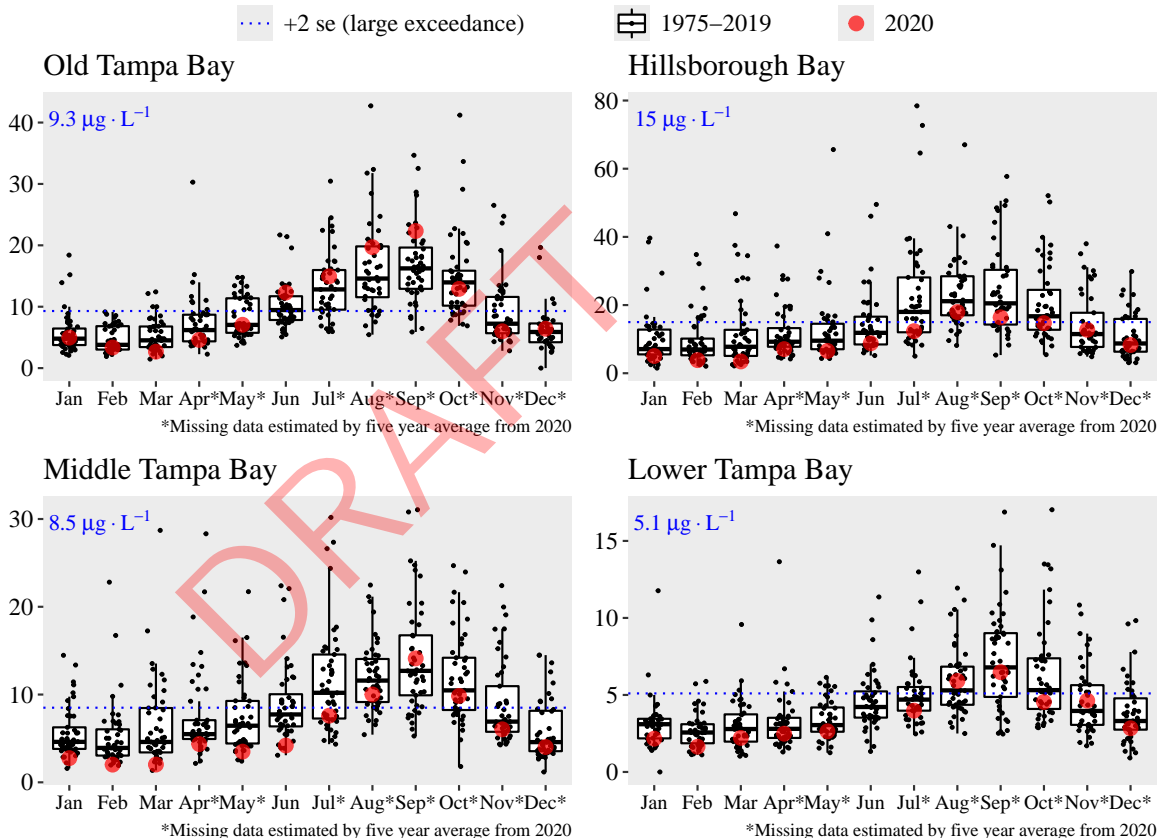 +2 se (large exceedance) 1975–2019 2020
Old Tampa Bay
9.3 µg · L⁻¹
40
30
20
10
0
Jan Feb Mar Apr* May* Jun Jul* Aug* Sep* Oct* Nov* Dec*
*Missing data estimated by five year average from 2020
Hillsborough Bay
15 µg · L⁻¹
80
60
40
20
0
Jan Feb Mar Apr* May* Jun Jul* Aug* Sep* Oct* Nov* Dec*
*Missing data estimated by five year average from 2020
Middle Tampa Bay
8.5 µg · L⁻¹
30
20
10
0
Jan Feb Mar Apr* May* Jun Jul* Aug* Sep* Oct* Nov* Dec*
*Missing data estimated by five year average from 2020
Lower Tampa Bay
5.1 µg · L⁻¹
15
10
5
0
Jan Feb Mar Apr* May* Jun Jul* Aug* Sep* Oct* Nov* Dec*
*Missing data estimated by five year average from 2020
DRAFT